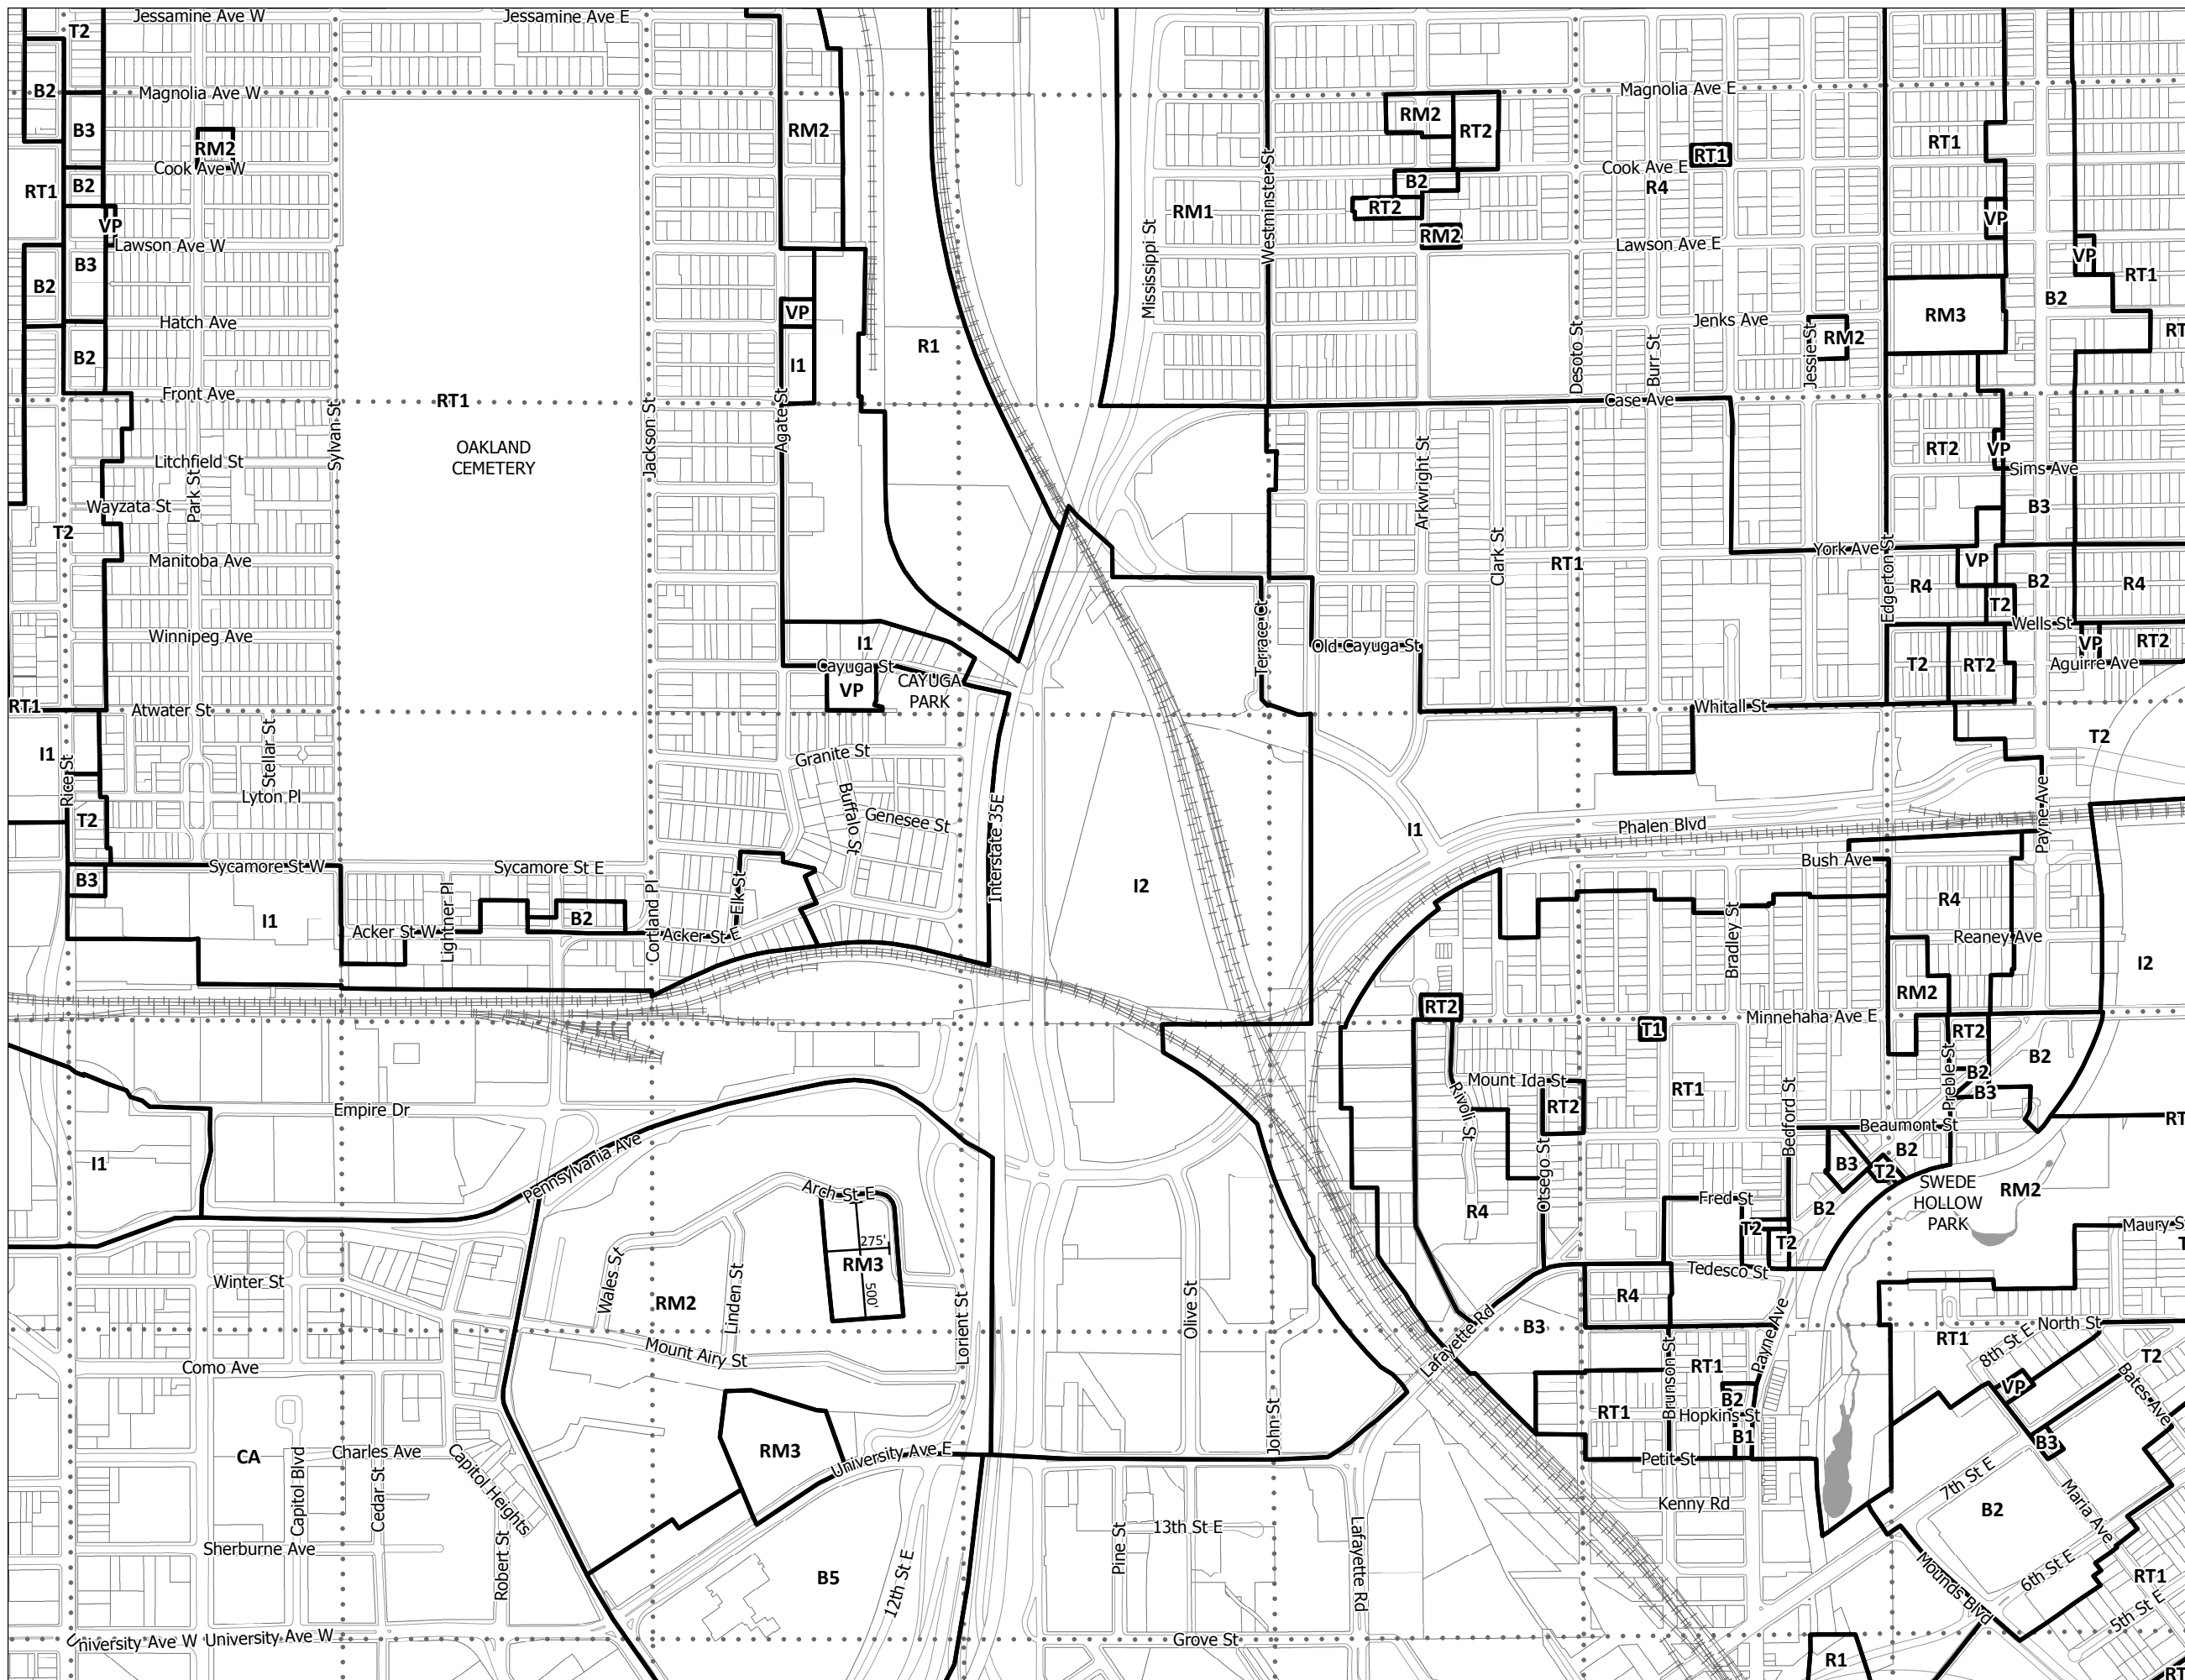 Jessamine Ave W
Jessamine Ave E
T2
B2
Magnolia Ave W
Magnolia Ave E
B3
RM2
RM2
RM2
RT2
RT1
RT1
Cook Ave W
Cook Ave E
RT1
B2
B2
R4
RT2
VP
RM1
VP
Lawson Ave W
RM2
Lawson Ave E
VP
B3
B2
Westminster St
Mississippi St
RT1
B2
VP
RM3
Hatch Ave
Jenks Ave
RT
B2
I1
R1
Desoto St
Burr St
Jessie St
RM2
Front Ave
RT1
Case Ave
Sylvan St
OAKLAND
CEMETERY
Jackson St
Agate St
Arkwright St
RT2
VP
Litchfield St
Sims Ave
Park St
Wayzata St
B3
T2
Clark St
York Ave
Manitoba Ave
RT1
Edgerton St
VP
R4
B2
R4
T2
Winnipeg Ave
I1
Terrace Ct
Old Cayuga St
Wells St
VP
RT2
Cayuga St
T2
RT2
Aguirre Ave
VP
CAYUGA
PARK
RT1
Atwater St
Whitall St
I1
Rice St
Stellar St
Granite St
T2
Lyton Pl
Buffalo St
Interstate 35E
Payne Ave
T2
Genesee St
I1
Phalen Blvd
Sycamore St W
Sycamore St E
Bush Ave
B3
Elk St
I2
R4
I1
Lightner Pl
B2
Cortland Pl
Bradley St
Acker St W
Acker St E
Reaney Ave
I2
RM2
RT2
T1
Minnehaha Ave E
RT2
B2
Mount Ida St
B2
Empire Dr
Rivoli St
RT2
RT1
Bedford St
Preble St
B3
RT
I1
Pennsylvania Ave
Otsego St
Beaumont St
B3
B2
T2
Arch St E
SWEDE
HOLLOW
PARK
RM2
R4
Fred St
B2
275'
T2
T2
Maury S
T
RM3
Winter St
Wales St
Linden St
500'
Tedesco St
RM2
Olive St
R4
Lorient St
Lafayette Rd
B3
North St
RT1
8th St E
Como Ave
Mount Airy St
Brunson St
RT1
Payne Ave
T2
Bates Ave
VP
B2
John St
RT1
Hopkins St
B1
B3
CA
Capitol Blvd
Charles Ave
Cedar St
Capitol Heights
RM3
University Ave E
Petit St
7th St E
Kenny Rd
Maria Ave
B2
Robert St
Sherburne Ave
Pine St
13th St E
Lafayette Rd
B5
12th St E
Mounds Blvd
6th St E
RT1
5th St E
University Ave W
University Ave W
Grove St
R1
RT